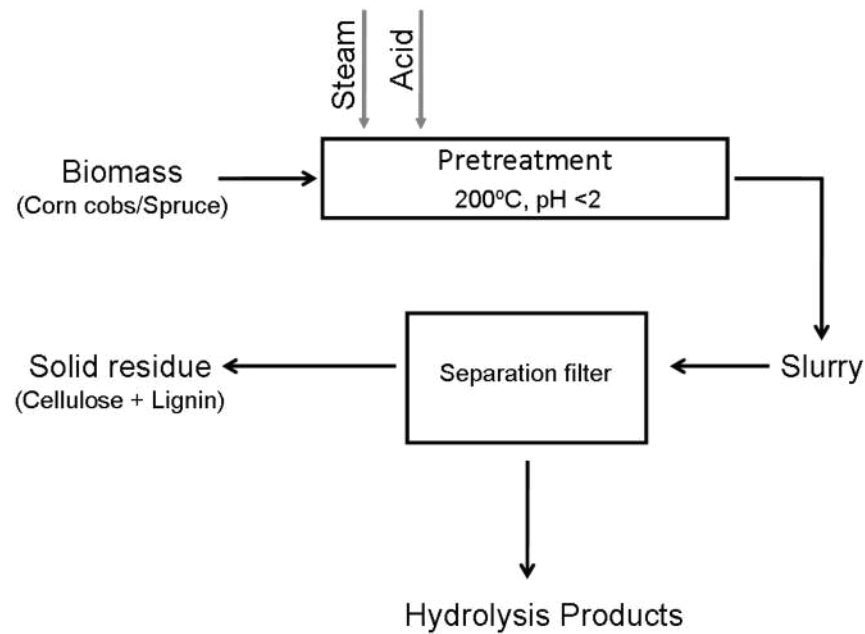 Steam
Acid
Biomass
(Corn cobs/Spruce)
Pretreatment
200ºC, pH <2
Solid residue
(Cellulose + Lignin)
Separation filter
Slurry
Hydrolysis Products